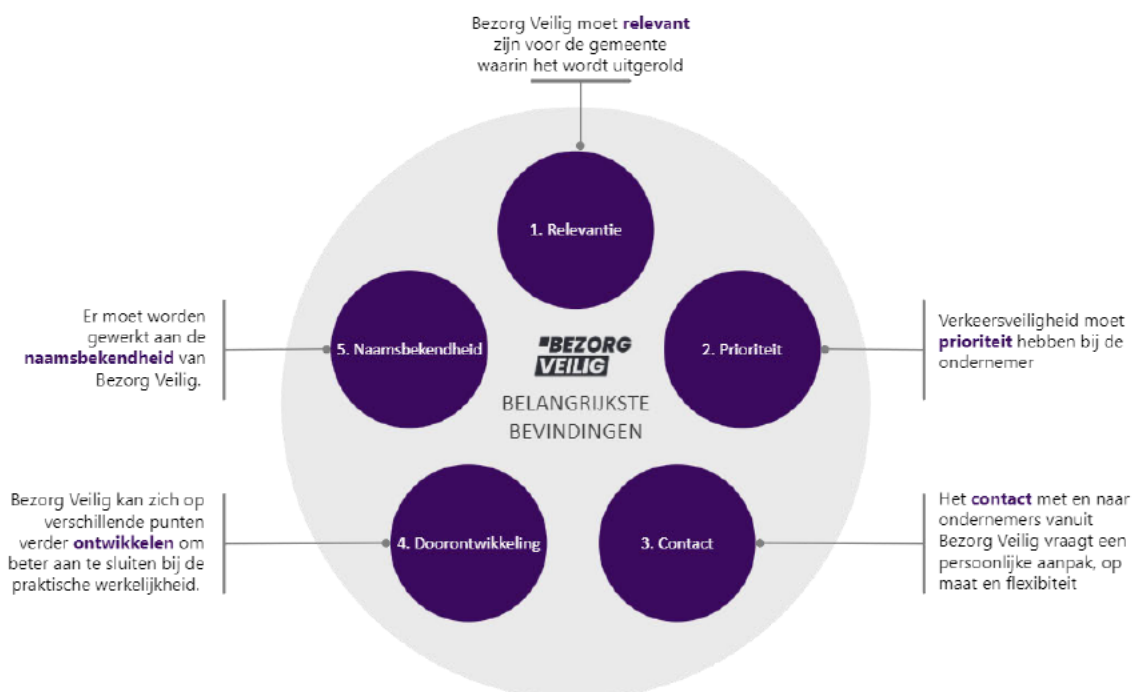 Bezorg Veilig moet relevant
zijn voor de gemeente
waarin het wordt uitgerold
1. Relevantie
Er moet worden
gewerkt aan de
naamsbekendheid van
Bezorg Veilig.
5. Naamsbekendheid
BEZORG
VEILIG
BELANGRIJKSTE
BEVINDINGEN
2. Prioriteit
Verkeersveiligheid moet
prioriteit hebben bij de
ondernemer
Bezorg Veilig kan zich op
verschillende punten
verder ontwikkelen om
beter aan te sluiten bij de
praktische werkelijkheid.
4. Doorontwikkeling
3. Contact
Het contact met en naar
ondernemers vanuit
Bezorg Veilig vraagt een
persoonlijke aanpak, op
maat en flexibiteit